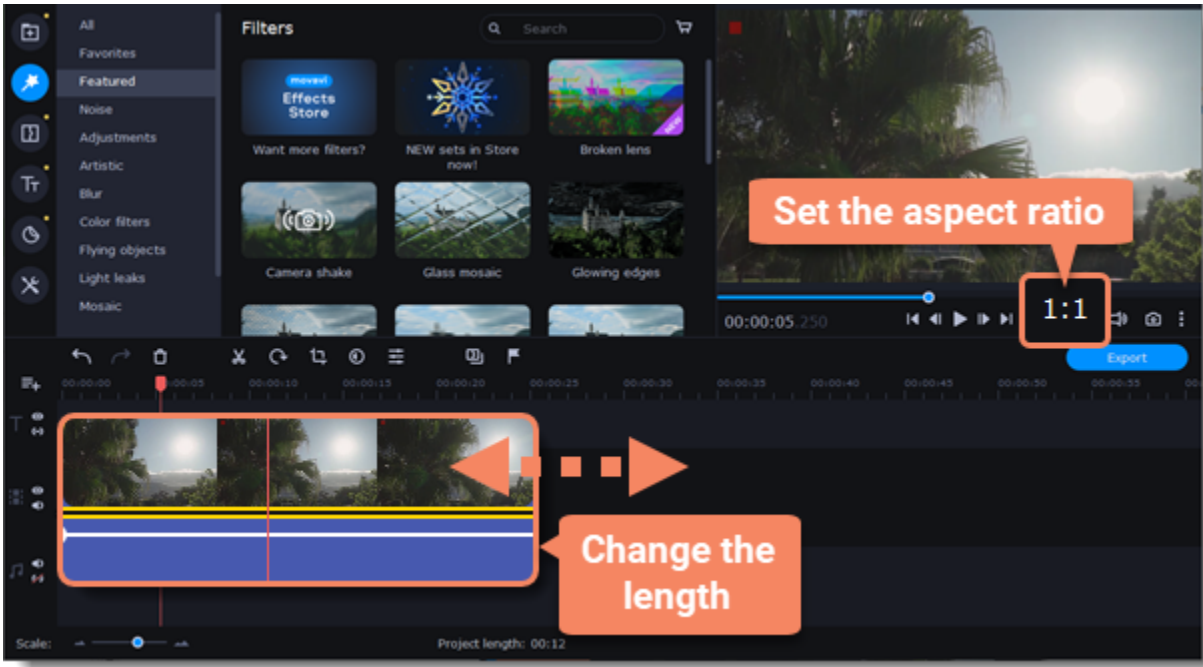 All
Favorites
Featured
Noise
Adjustments
Artistic
Blur
Color filters
Flying objects
Light leaks
Mosaic
Filters
Search
movavi
Effects
Store
NEW
Want more filters?
NEW sets in Store
now!
Broken lens
Camera shake
Glass mosaic
Glowing edges
Set the aspect ratio
1:1
00:00:05.250
Export
00:00:00 00:00:05 00:00:10 00:00:15 00:00:20 00:00:25 00:00:30 00:00:35 00:00:40 00:00:45 00:00:50 00:00:55
Change the
length
Scale:
Project length: 00:12